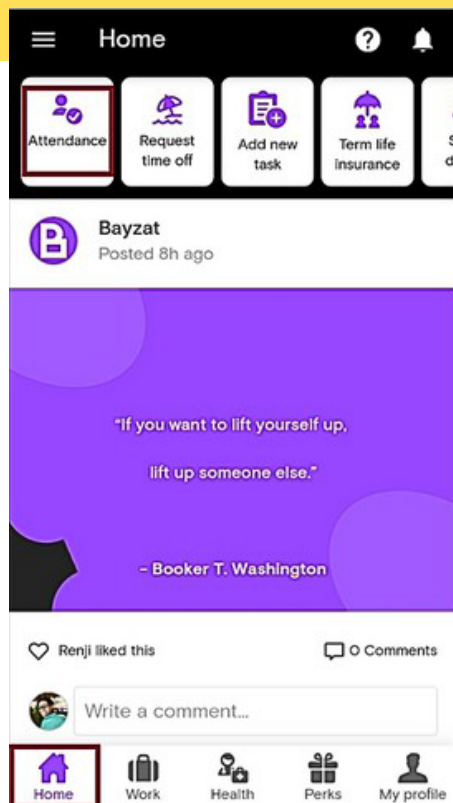 Home
Attendance
Request
time off
Add new
task
Term life
insurance
S
d
B
Bayzat
Posted 8h ago
“If you want to lift yourself up,
lift up someone else.”
– Booker T. Washington
Renji liked this
0 Comments
Write a comment...
Home
Work
Health
Perks
My profile